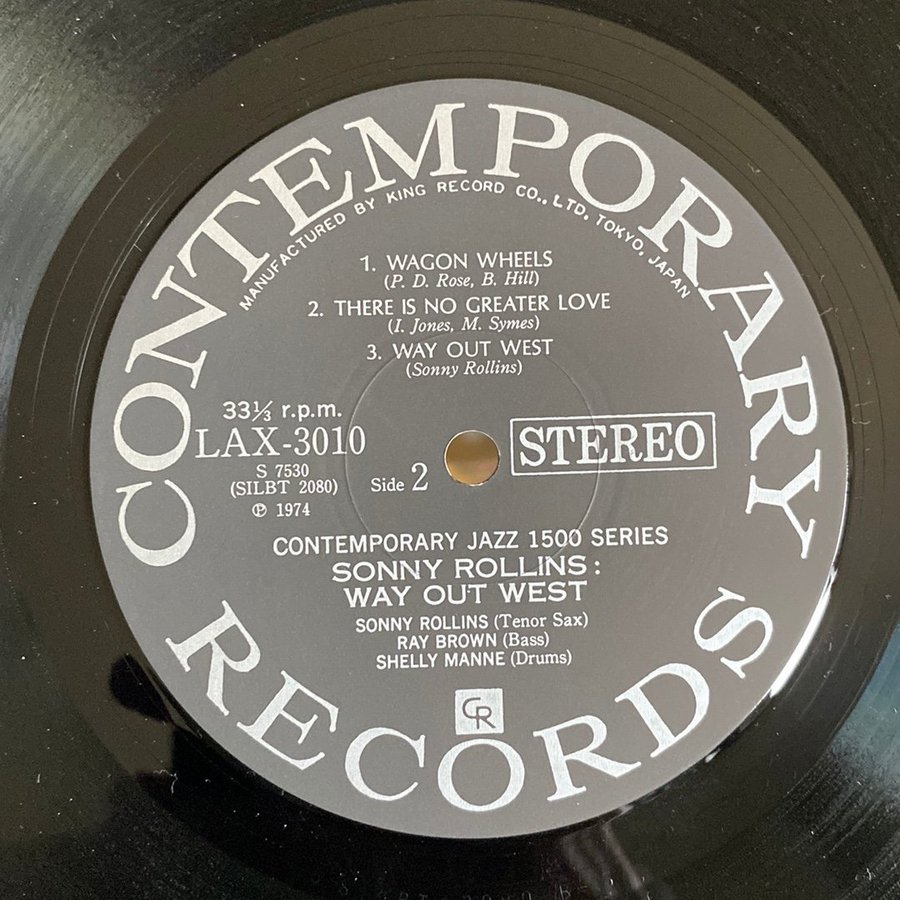 CONTEMPORARY
MANUFACTURED BY KING RECORD CO., LTD. TOKYO, JAPAN
1. WAGON WHEELS
(P. D. Rose, B. Hill)
2. THERE IS NO GREATER LOVE
(I. Jones, M. Symes)
3. WAY OUT WEST
(Sonny Rollins)
33⅓ r.p.m.
LAX-3010
S 7530
(SILBT 2080)
Ⓟ 1974
Side 2
STEREO
CONTEMPORARY JAZZ 1500 SERIES
SONNY ROLLINS:
WAY OUT WEST
SONNY ROLLINS (Tenor Sax)
RAY BROWN (Bass)
SHELLY MANNE (Drums)
CR
RECORDS